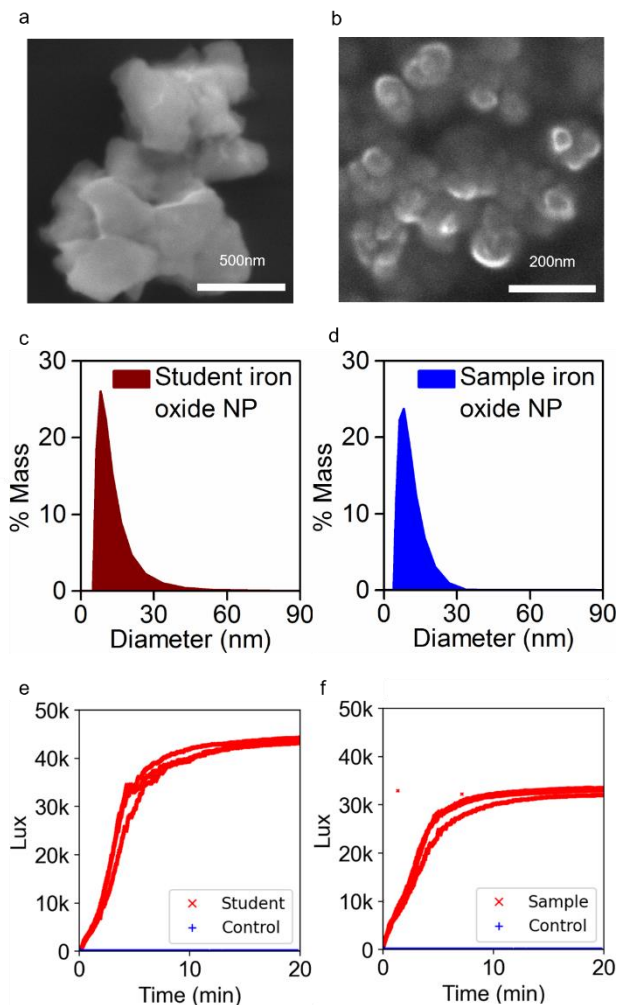 a
b
500nm
200nm
c
d
30
20
10
0
% Mass
Student iron
oxide NP
0
30
60
90
Diameter (nm)
30
20
10
0
% Mass
Sample iron
oxide NP
0
30
60
90
Diameter (nm)
e
f
50k
40k
30k
20k
10k
0
Lux
Student
Control
0
10
20
Time (min)
50k
40k
30k
20k
10k
0
Lux
Sample
Control
0
10
20
Time (min)